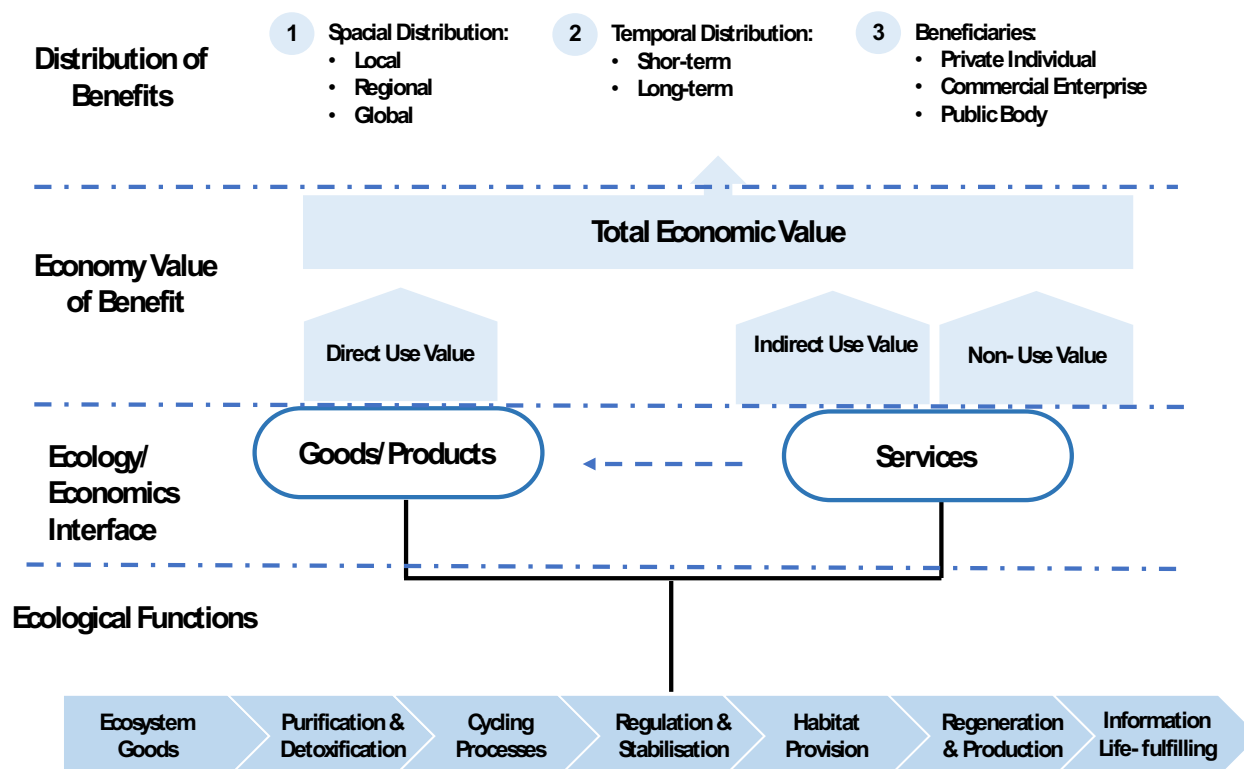 Distribution of
Benefits
1
Spacial Distribution:
• Local
• Regional
• Global
2
Temporal Distribution:
• Shor-term
• Long-term
3
Beneficiaries:
• Private Individual
• Commercial Enterprise
• Public Body
Economy Value
of Benefit
Total Economic Value
Direct Use Value
Indirect Use Value
Non- Use Value
Ecology/
Economics
Interface
Goods/ Products
Services
Ecological Functions
Ecosystem
Goods
Purification &
Detoxification
Cycling
Processes
Regulation &
Stabilisation
Habitat
Provision
Regeneration
& Production
Information
Life- fulfilling